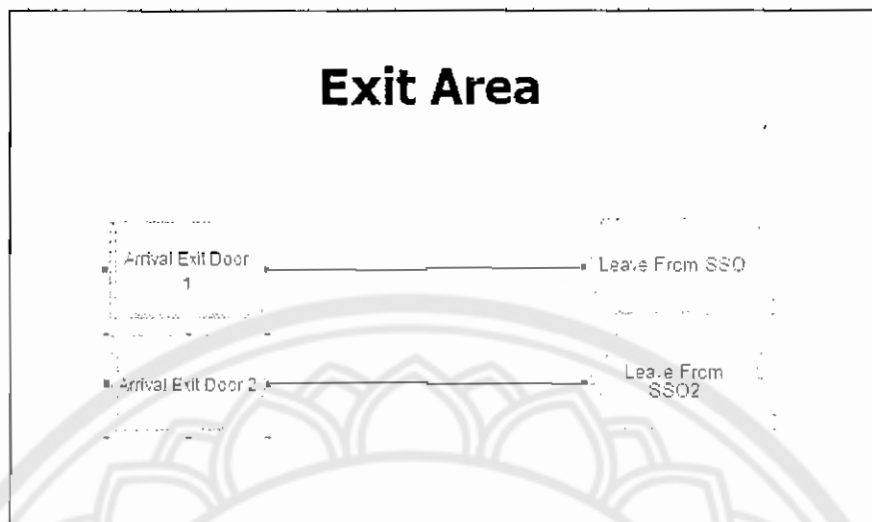 Exit Area
Arrival Exit Door
1
Leave From SSO
Arrival Exit Door 2
Leave From
SSO2